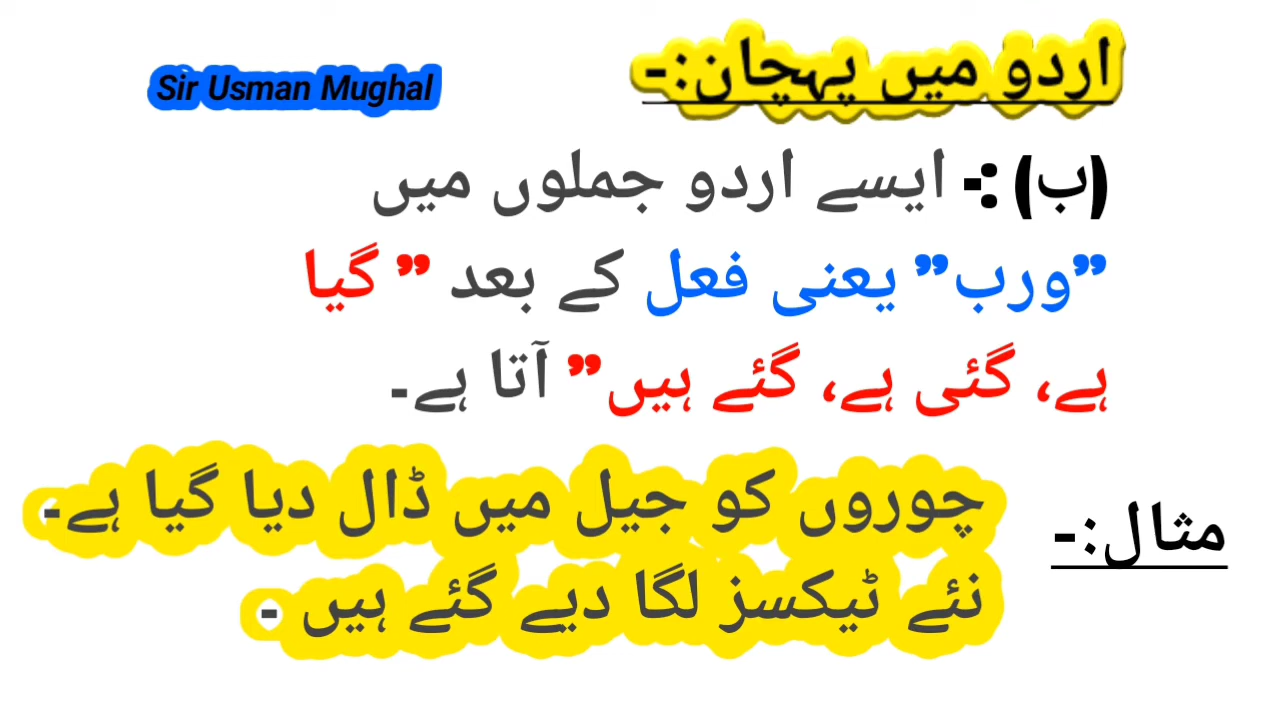 اردو میں پہچان:-
Sir Usman Mughal
(ب) :- ایسے اردو جملوں میں
”ورب” یعنی فعل کے بعد ” گیا
ہے، گئی ہے، گئے ہیں” آتا ہے۔
مثال:-
چوروں کو جیل میں ڈال دیا گیا ہے۔
نئے ٹیکسز لگا دیے گئے ہیں ۔